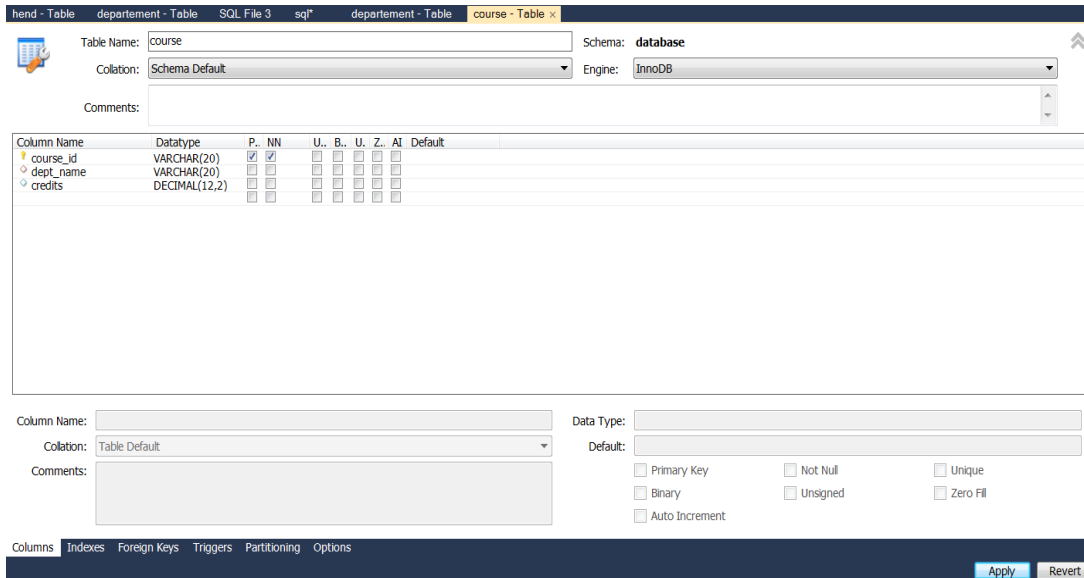 hend - Table departement - Table SQL File 3 sql* departement - Table course - Table ×
Table Name: course Schema: database
Collation: Schema Default Engine: InnoDB
Comments:
Column Name Datatype P.. NN U.. B.. U. Z.. AI Default
course_id VARCHAR(20)
dept_name VARCHAR(20)
credits DECIMAL(12,2)
Column Name: Data Type:
Collation: Table Default Default:
Comments: Primary Key Not Null Unique
Binary Unsigned Zero Fill
Auto Increment
Columns Indexes Foreign Keys Triggers Partitioning Options
Apply Revert